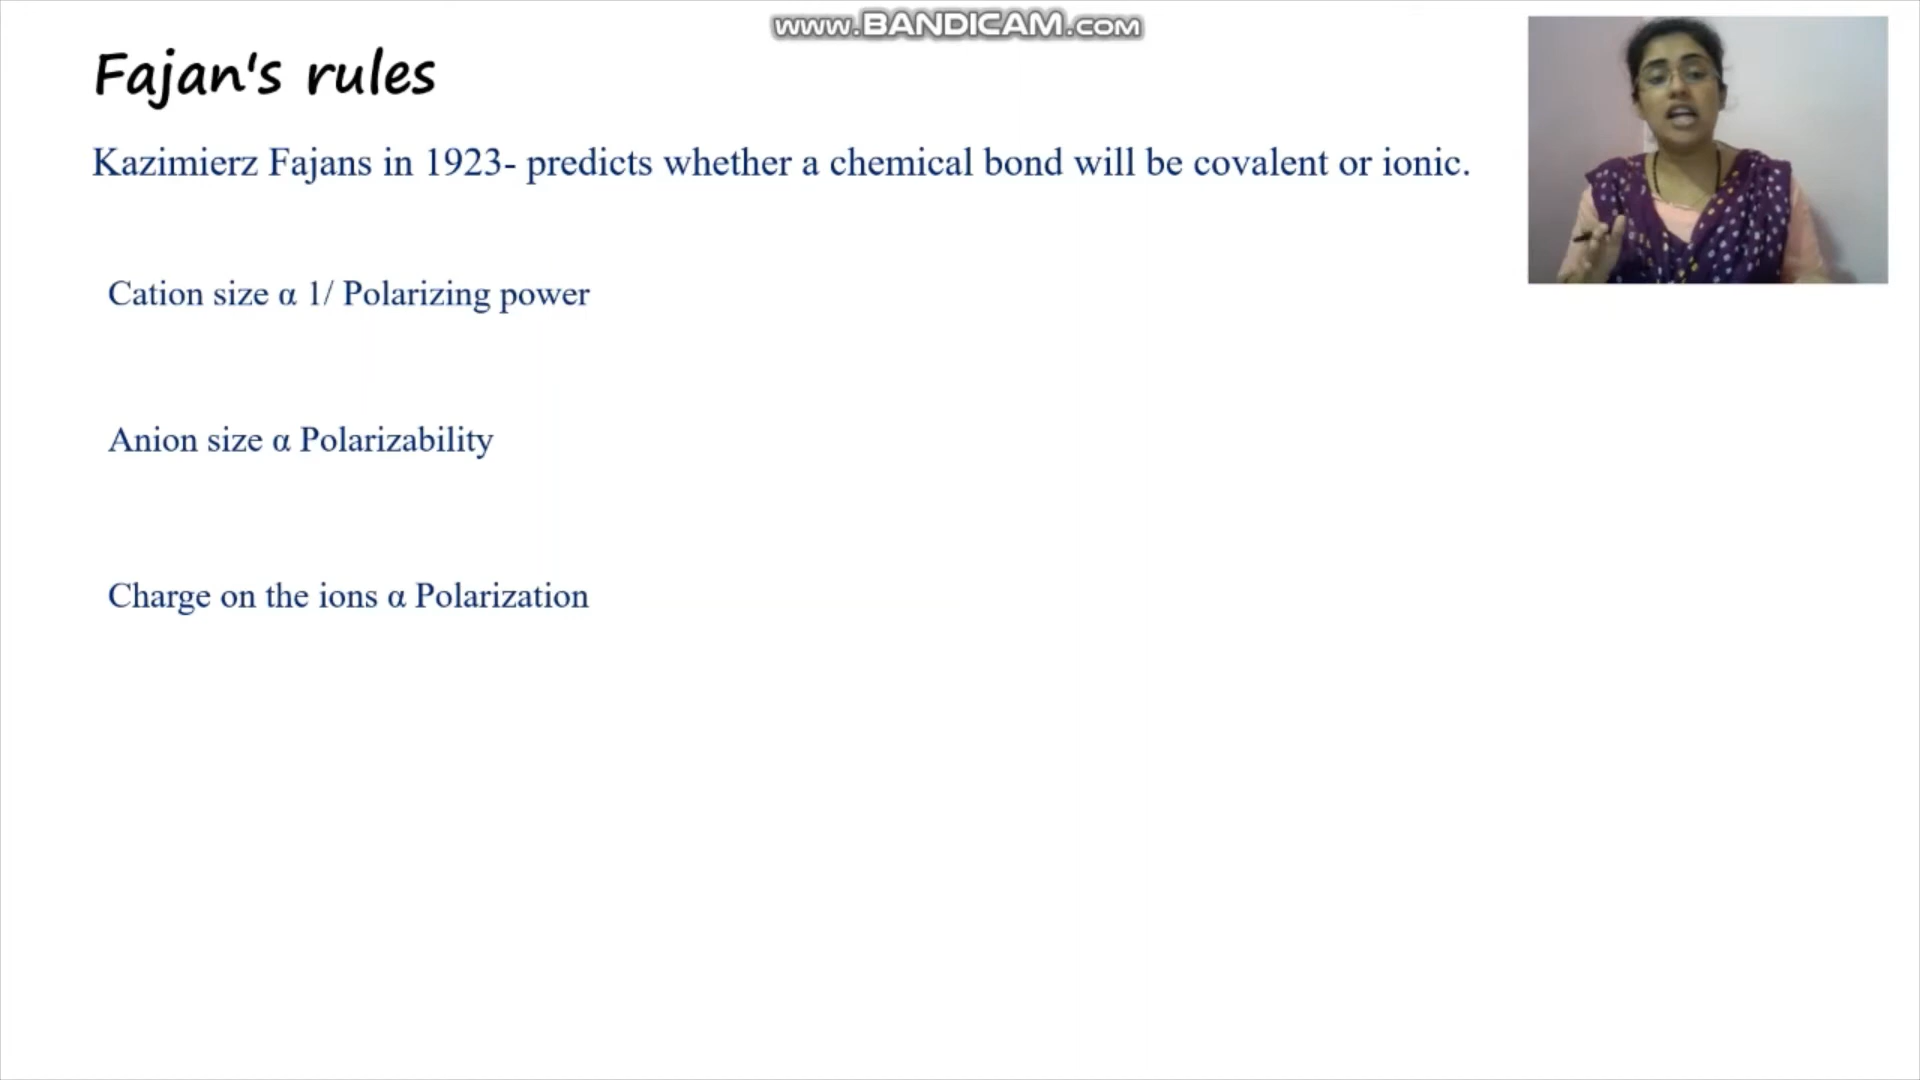 www.BANDICAM.com
Fajan's rules
Kazimierz Fajans in 1923- predicts whether a chemical bond will be covalent or ionic.
Cation size α 1/ Polarizing power
Anion size α Polarizability
Charge on the ions α Polarization